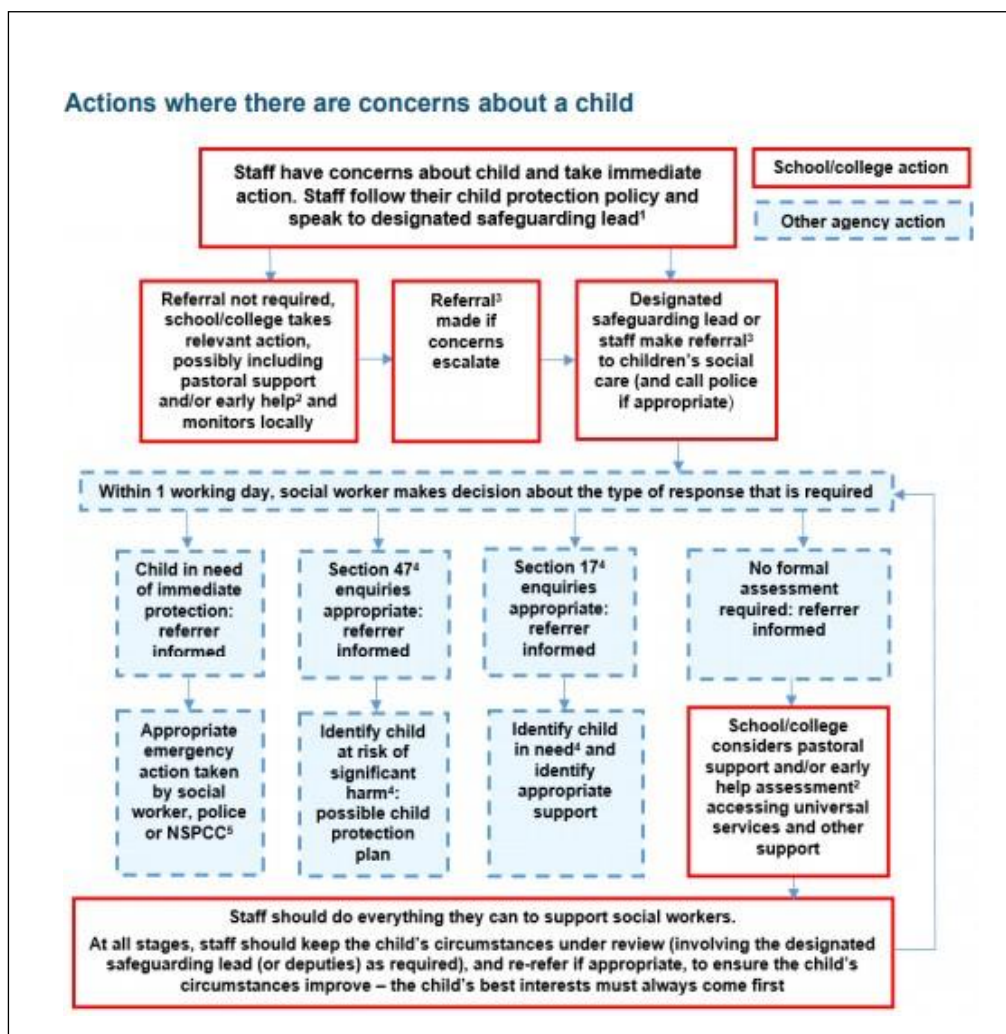 Actions where there are concerns about a child
Staff have concerns about child and take immediate
action. Staff follow their child protection policy and
speak to designated safeguarding lead¹
School/college action
Other agency action
Referral not required,
school/college takes
relevant action,
possibly including
pastoral support
and/or early help² and
monitors locally
Referral³
made if
concerns
escalate
Designated
safeguarding lead or
staff make referral³
to children's social
care (and call police
if appropriate)
Within 1 working day, social worker makes decision about the type of response that is required
Child in need
of immediate
protection:
referrer
informed
Section 47⁴
enquiries
appropriate:
referrer
informed
Section 17⁴
enquiries
appropriate:
referrer
informed
No formal
assessment
required: referrer
informed
Appropriate
emergency
action taken
by social
worker, police
or NSPCC⁵
Identify child
at risk of
significant
harm⁴:
possible child
protection
plan
Identify child
in need⁴ and
identify
appropriate
support
School/college
considers pastoral
support and/or early
help assessment²
accessing universal
services and other
support
Staff should do everything they can to support social workers.
At all stages, staff should keep the child's circumstances under review (involving the designated
safeguarding lead (or deputies) as required), and re-refer if appropriate, to ensure the child's
circumstances improve – the child's best interests must always come first